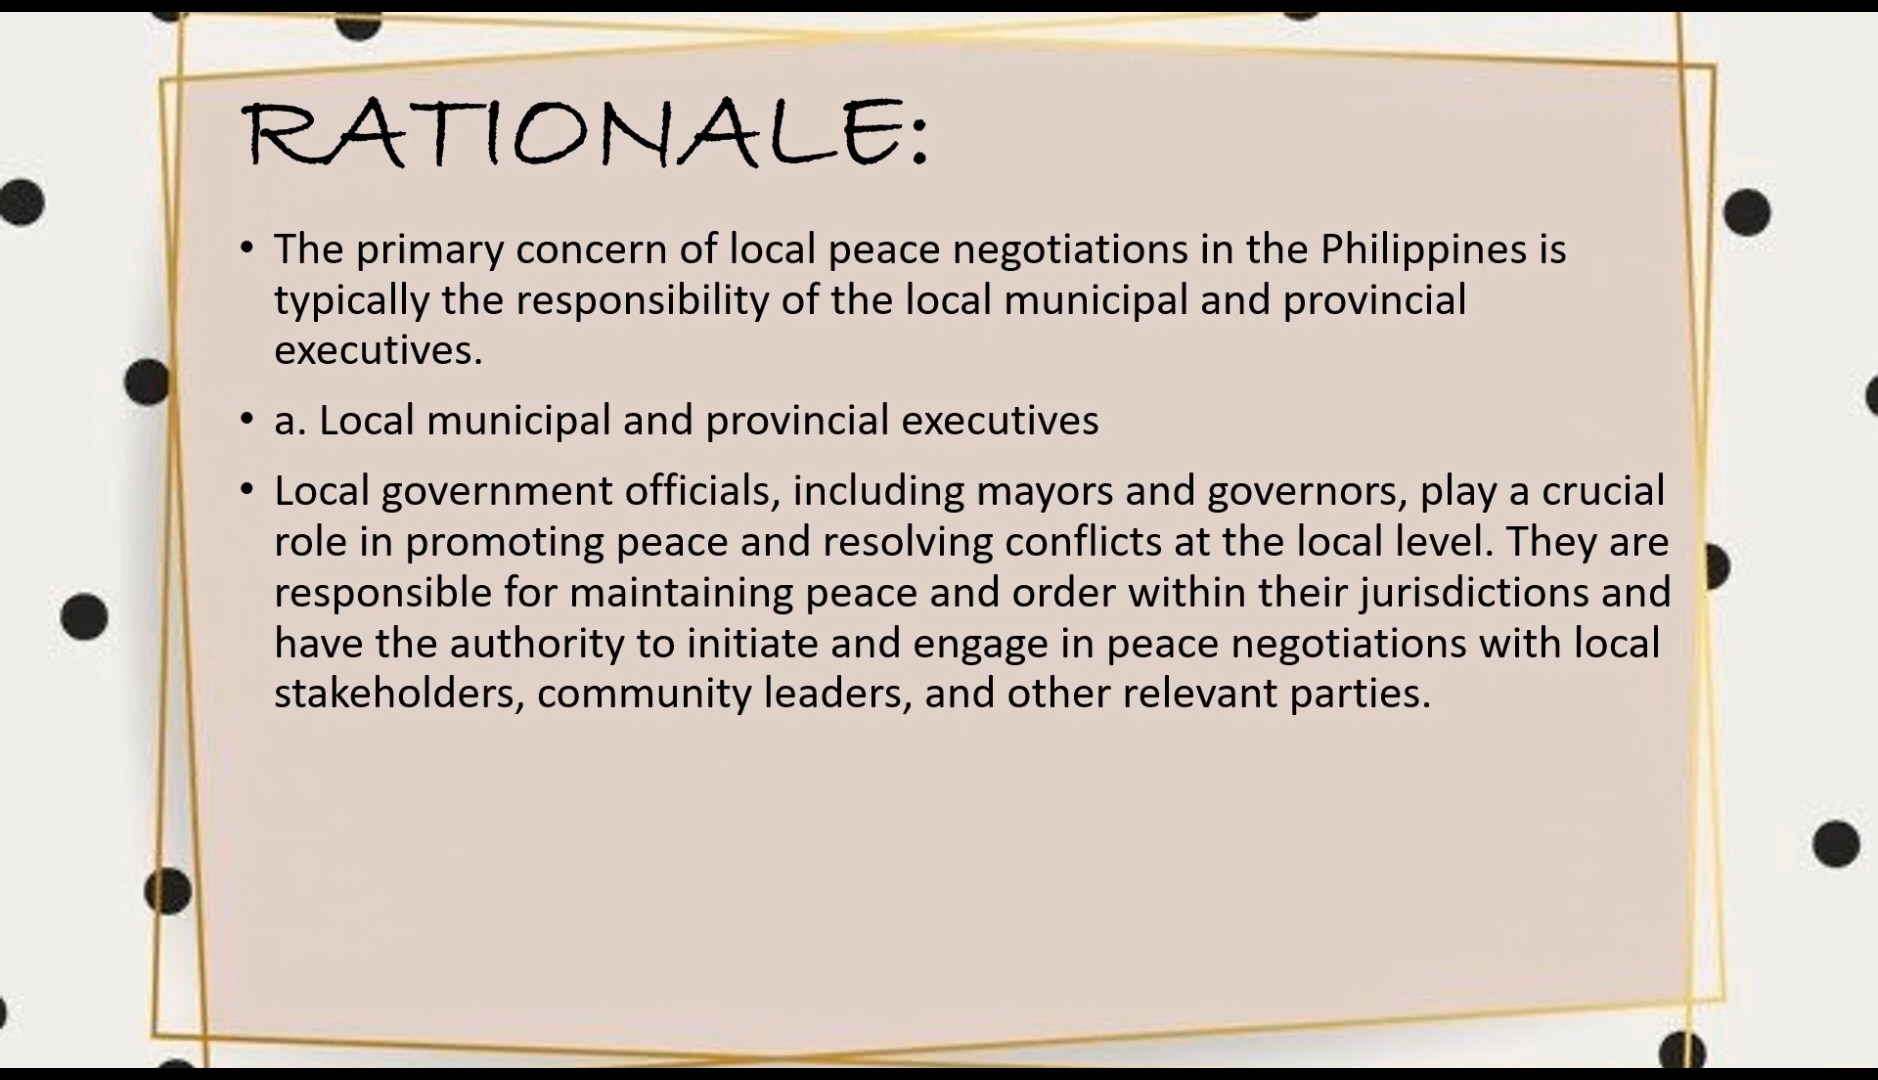 RATIONALE:
• The primary concern of local peace negotiations in the Philippines is
typically the responsibility of the local municipal and provincial
executives.
• a. Local municipal and provincial executives
• Local government officials, including mayors and governors, play a crucial
role in promoting peace and resolving conflicts at the local level. They are
responsible for maintaining peace and order within their jurisdictions and
have the authority to initiate and engage in peace negotiations with local
stakeholders, community leaders, and other relevant parties.